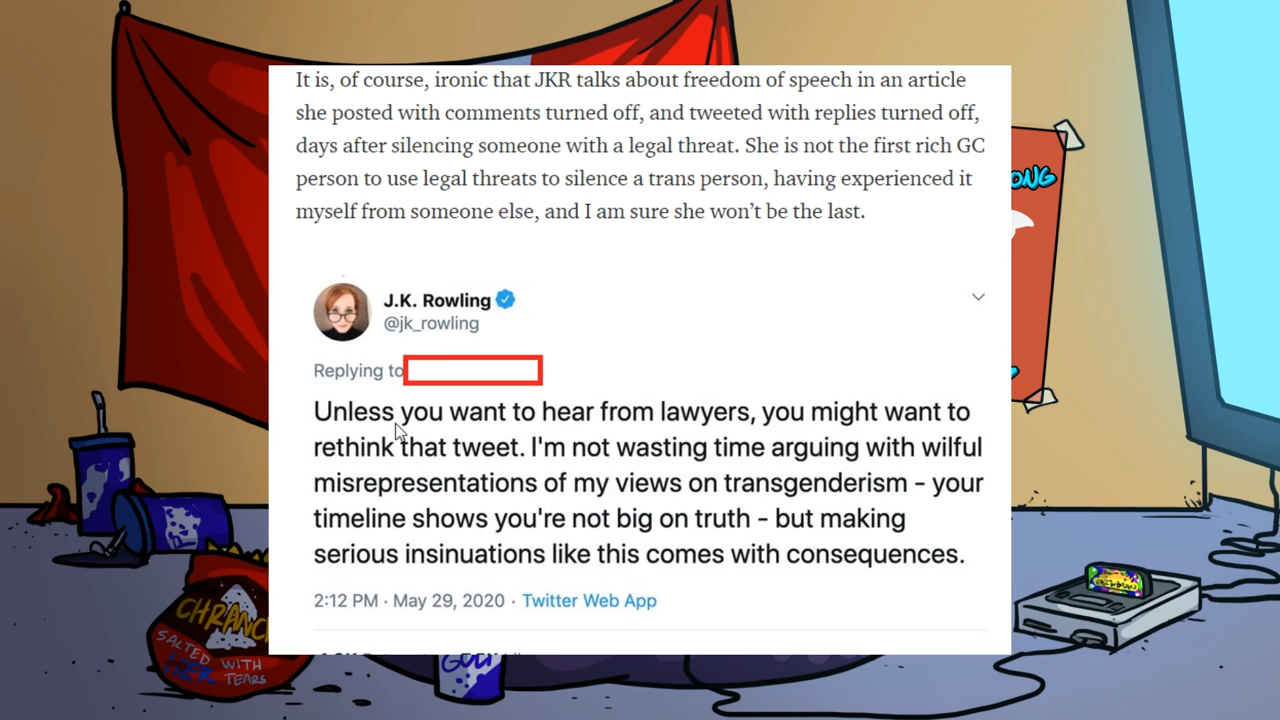 It is, of course, ironic that JKR talks about freedom of speech in an article
she posted with comments turned off, and tweeted with replies turned off,
days after silencing someone with a legal threat. She is not the first rich GC
person to use legal threats to silence a trans person, having experienced it
myself from someone else, and I am sure she won’t be the last.
J.K. Rowling
@jk_rowling
Replying to
Unless you want to hear from lawyers, you might want to
rethink that tweet. I'm not wasting time arguing with wilful
misrepresentations of my views on transgenderism – your
timeline shows you're not big on truth – but making
serious insinuations like this comes with consequences.
2:12 PM · May 29, 2020 · Twitter Web App
SALTED WITH
TEARS